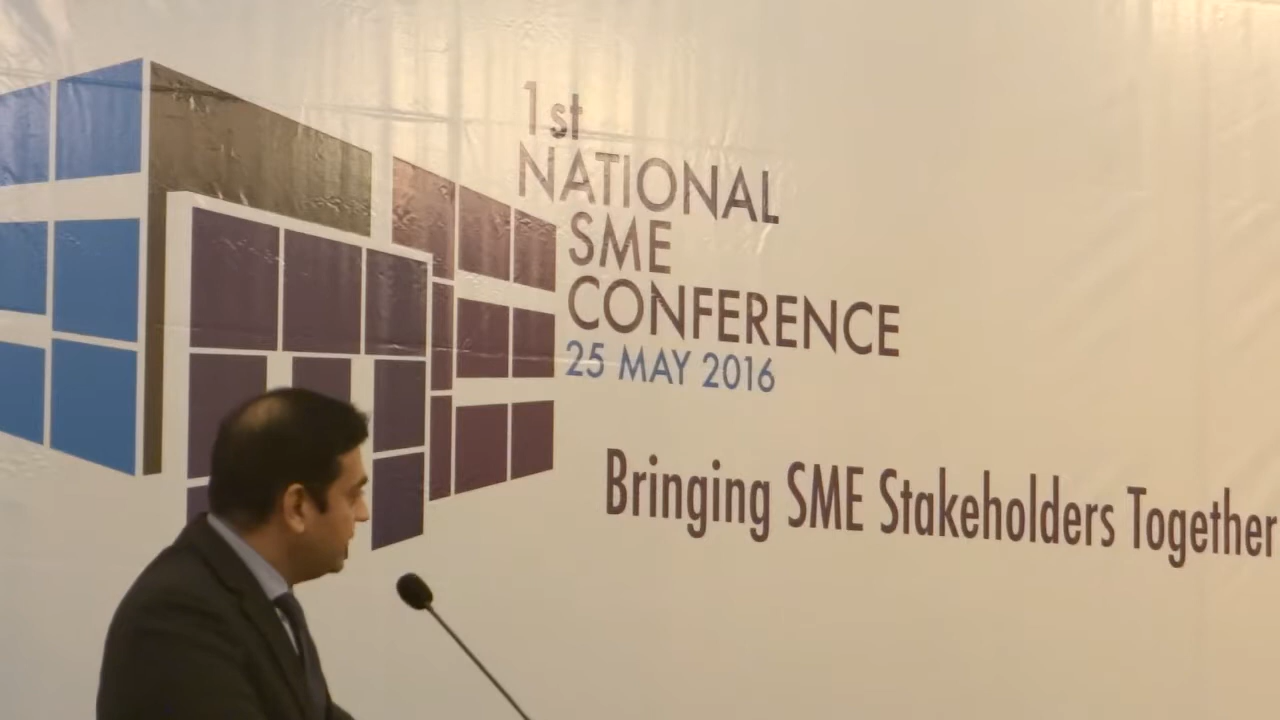 1st
NATIONAL
SME
CONFERENCE
25 MAY 2016
Bringing SME Stakeholders Together